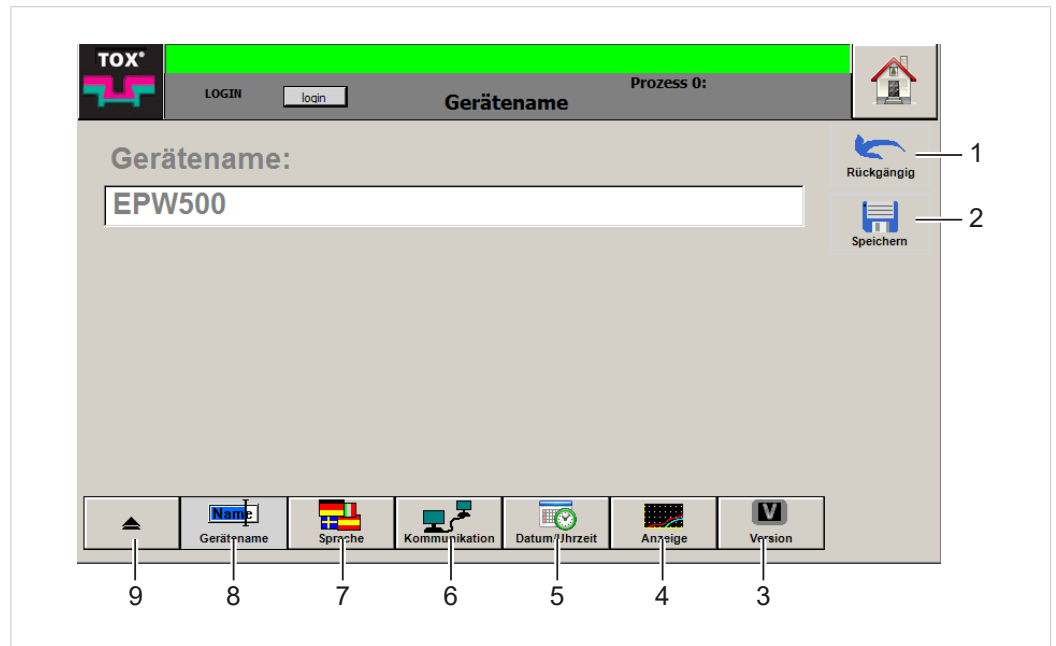 TOX®
LOGIN
login
Gerätename
Prozess 0:
Gerätename:
EPW500
Rückgängig
1
Speichern
2
Name
Gerätename
Sprache
Kommunikation
Datum/Uhrzeit
Anzeige
V
Version
9
8
7
6
5
4
3